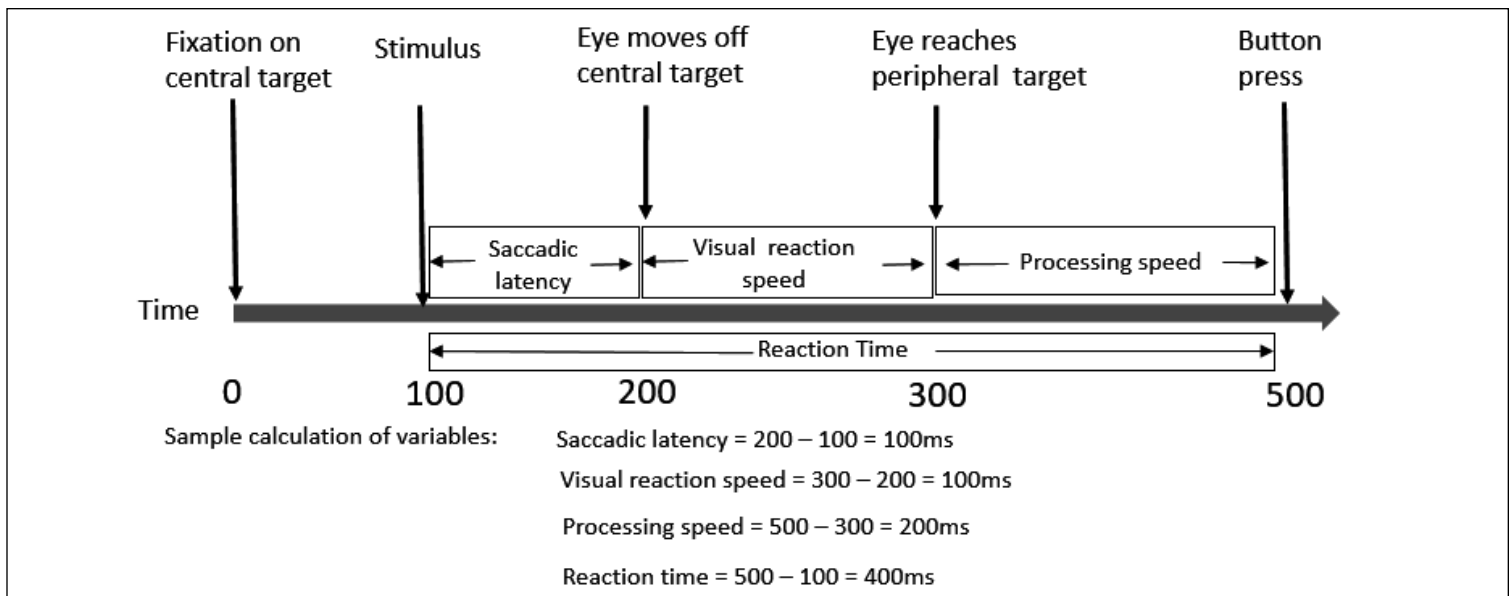 Fixation on
central target
Stimulus
Eye moves off
central target
Eye reaches
peripheral target
Button
press
Saccadic
latency
Visual reaction
speed
Processing speed
Time
Reaction Time
0 100 200 300 500
Sample calculation of variables: Saccadic latency = 200 – 100 = 100ms
Visual reaction speed = 300 – 200 = 100ms
Processing speed = 500 – 300 = 200ms
Reaction time = 500 – 100 = 400ms